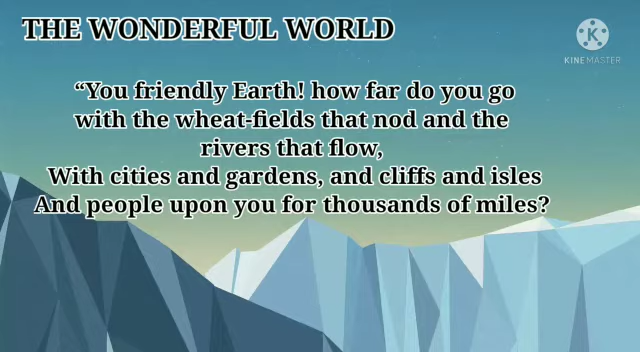 THE WONDERFUL WORLD
K
KINEMASTER
“You friendly Earth! how far do you go
with the wheat-fields that nod and the
rivers that flow,
With cities and gardens, and cliffs and isles
And people upon you for thousands of miles?